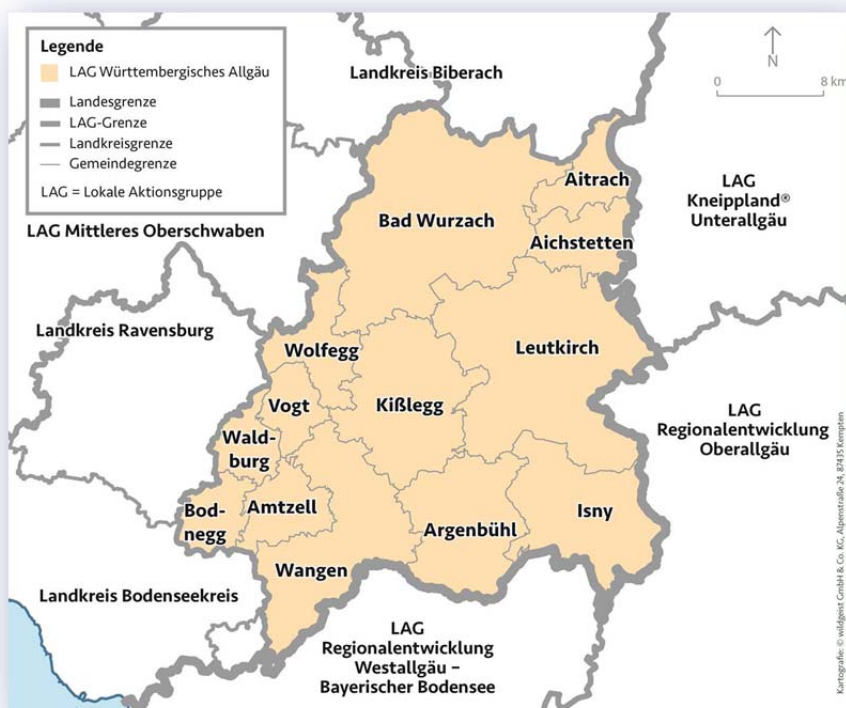 Legende
LAG Württembergisches Allgäu
Landesgrenze
LAG-Grenze
Landkreisgrenze
Gemeindegrenze
LAG = Lokale Aktionsgruppe
Landkreis Biberach
N
0 8 km
LAG Mittleres Oberschwaben
Landkreis Ravensburg
Bad Wurzach
Aitrach
Aichstetten
LAG
Kneippland®
Unterallgäu
Wolfegg
Leutkirch
Vogt
Kißlegg
Wald-
burg
LAG
Regionalentwicklung
Oberallgäu
Bod-
negg
Amtzell
Argenbühl
Isny
Wangen
Landkreis Bodenseekreis
LAG
Regionalentwicklung
Westallgäu –
Bayerischer Bodensee
Kartografie: © wildgeist GmbH & Co. KG, Alpenstraße 24, 87435 Kempten